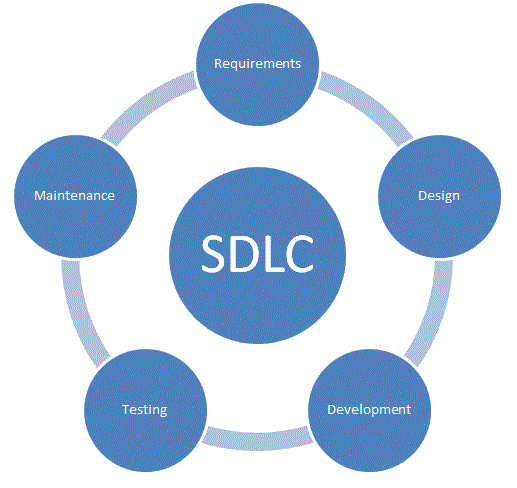 Requirements
Maintenance
Design
SDLC
Testing
Development